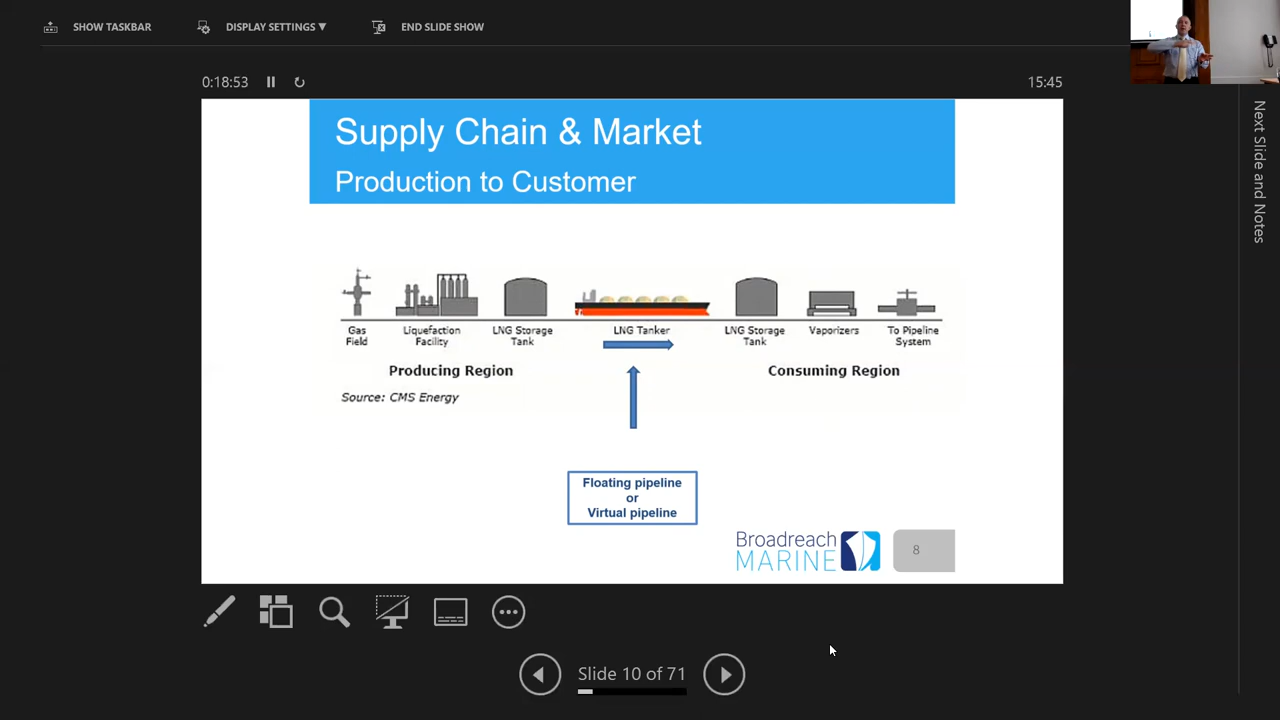 SHOW TASKBAR
DISPLAY SETTINGS ▼
END SLIDE SHOW
0:18:53
15:45
Next Slide and Notes
Supply Chain & Market
Production to Customer
Gas
Field
Liquefaction
Facility
LNG Storage
Tank
LNG Tanker
LNG Storage
Tank
Vaporizers
To Pipeline
System
Producing Region
Consuming Region
Source: CMS Energy
Floating pipeline
or
Virtual pipeline
Broadreach
MARINE
8
Slide 10 of 71